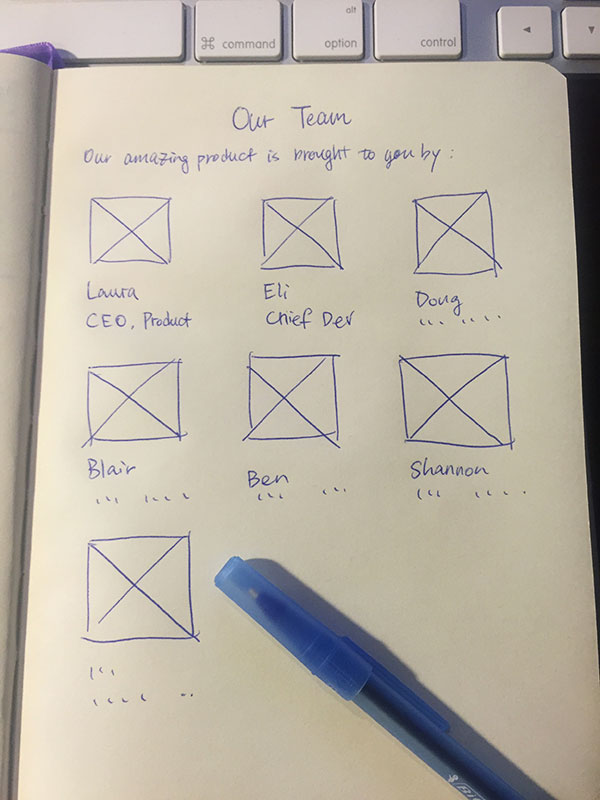 alt
⌘ command
option
control
◄
▼
Our Team
Our amazing product is brought to you by:
Laura
Eli
Doug
CEO, Product
Chief Dev
Blair
Ben
Shannon
BIC